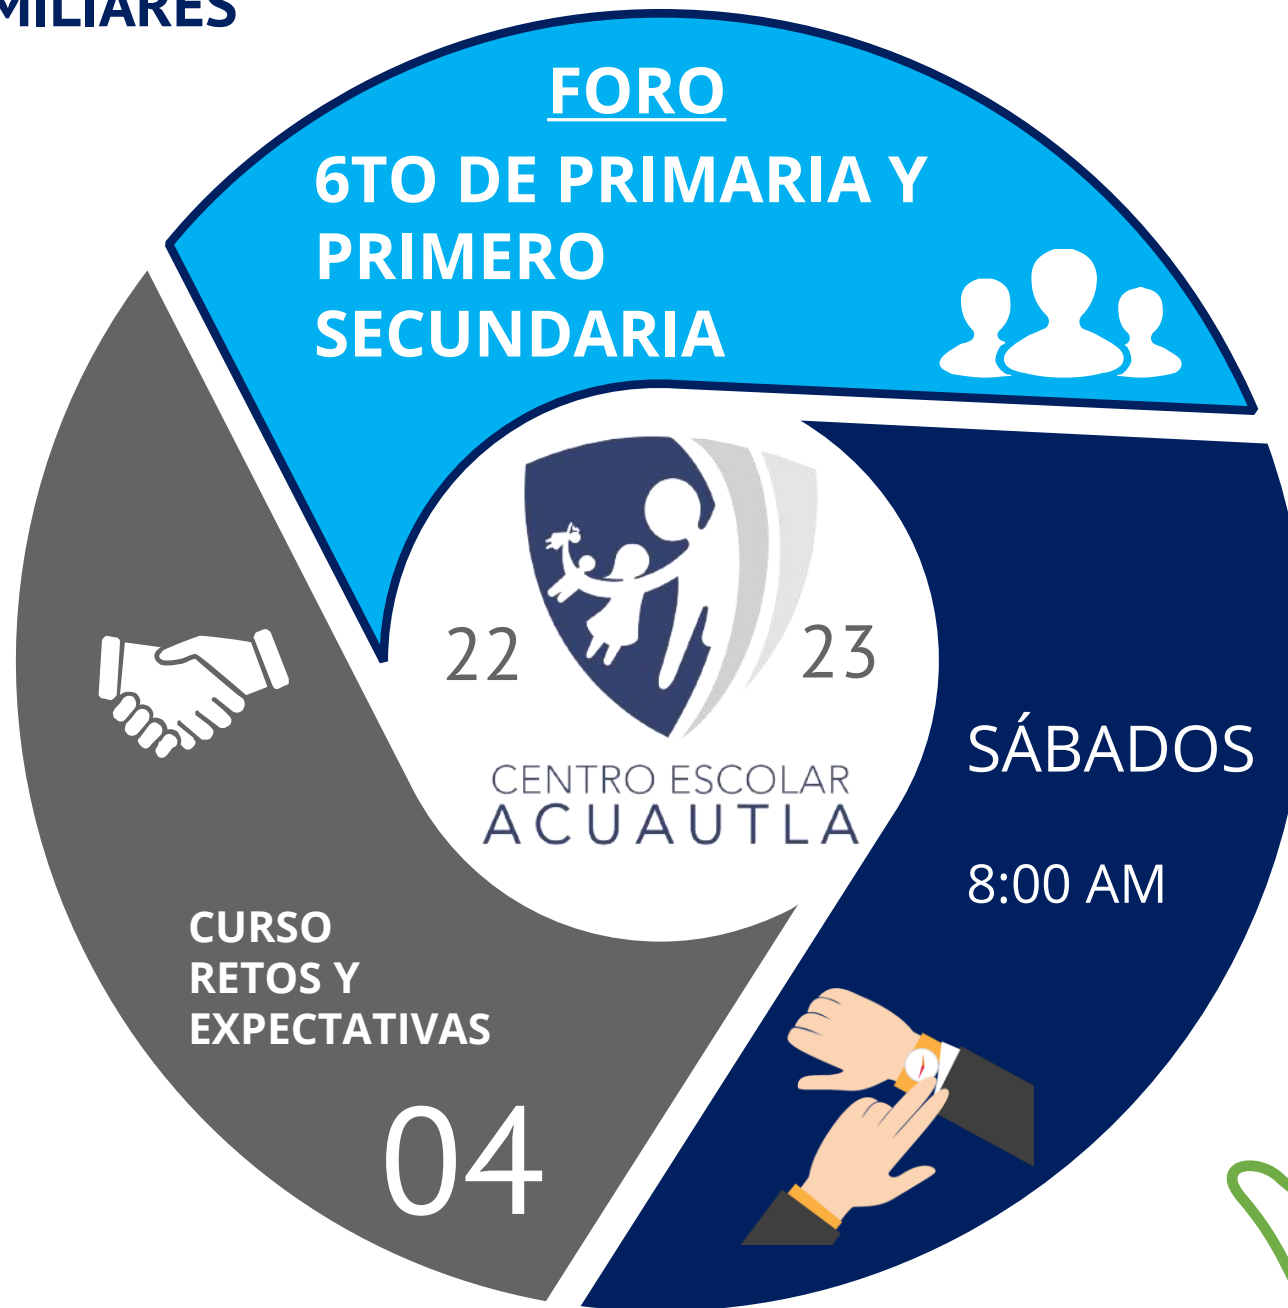 MILIARES
FORO
6TO DE PRIMARIA Y
PRIMERO
SECUNDARIA
22
23
CENTRO ESCOLAR
ACUAUTLA
SÁBADOS
8:00 AM
CURSO
RETOS Y
EXPECTATIVAS
04